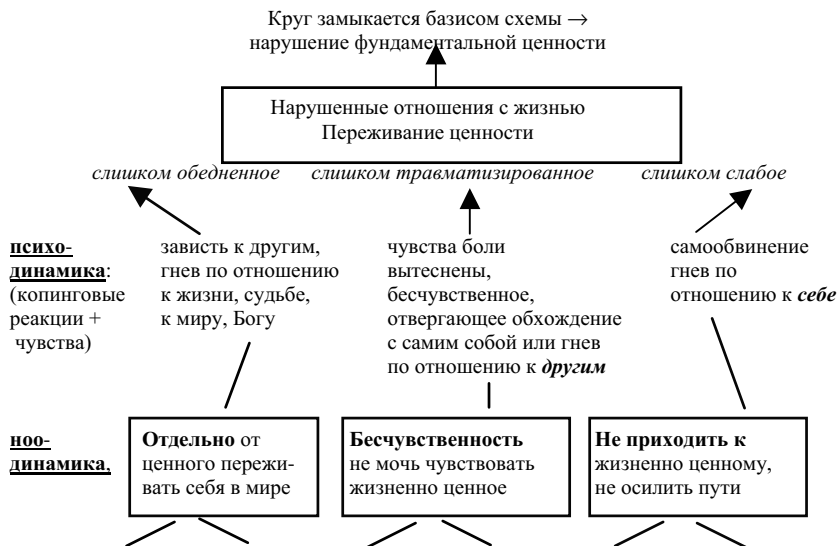 Круг замыкается базисом схемы →
нарушение фундаментальной ценности
Нарушенные отношения с жизнью
Переживание ценности
слишком обедненное
слишком травматизированное
слишком слабое
психо-
динамика:
(копинговые
реакции +
чувства)
зависть к другим,
гнев по отношению
к жизни, судьбе,
к миру, Богу
чувства боли
вытеснены,
бесчувственное,
отвергающее обхождение
с самим собой или гнев
по отношению к другим
самообвинение
гнев по
отношению к себе
ноо-
динамика,
Отдельно от
ценного пережи-
вать себя в мире
Бесчувственность
не мочь чувствовать
жизненно ценное
Не приходить к
жизненно ценному,
не осилить пути